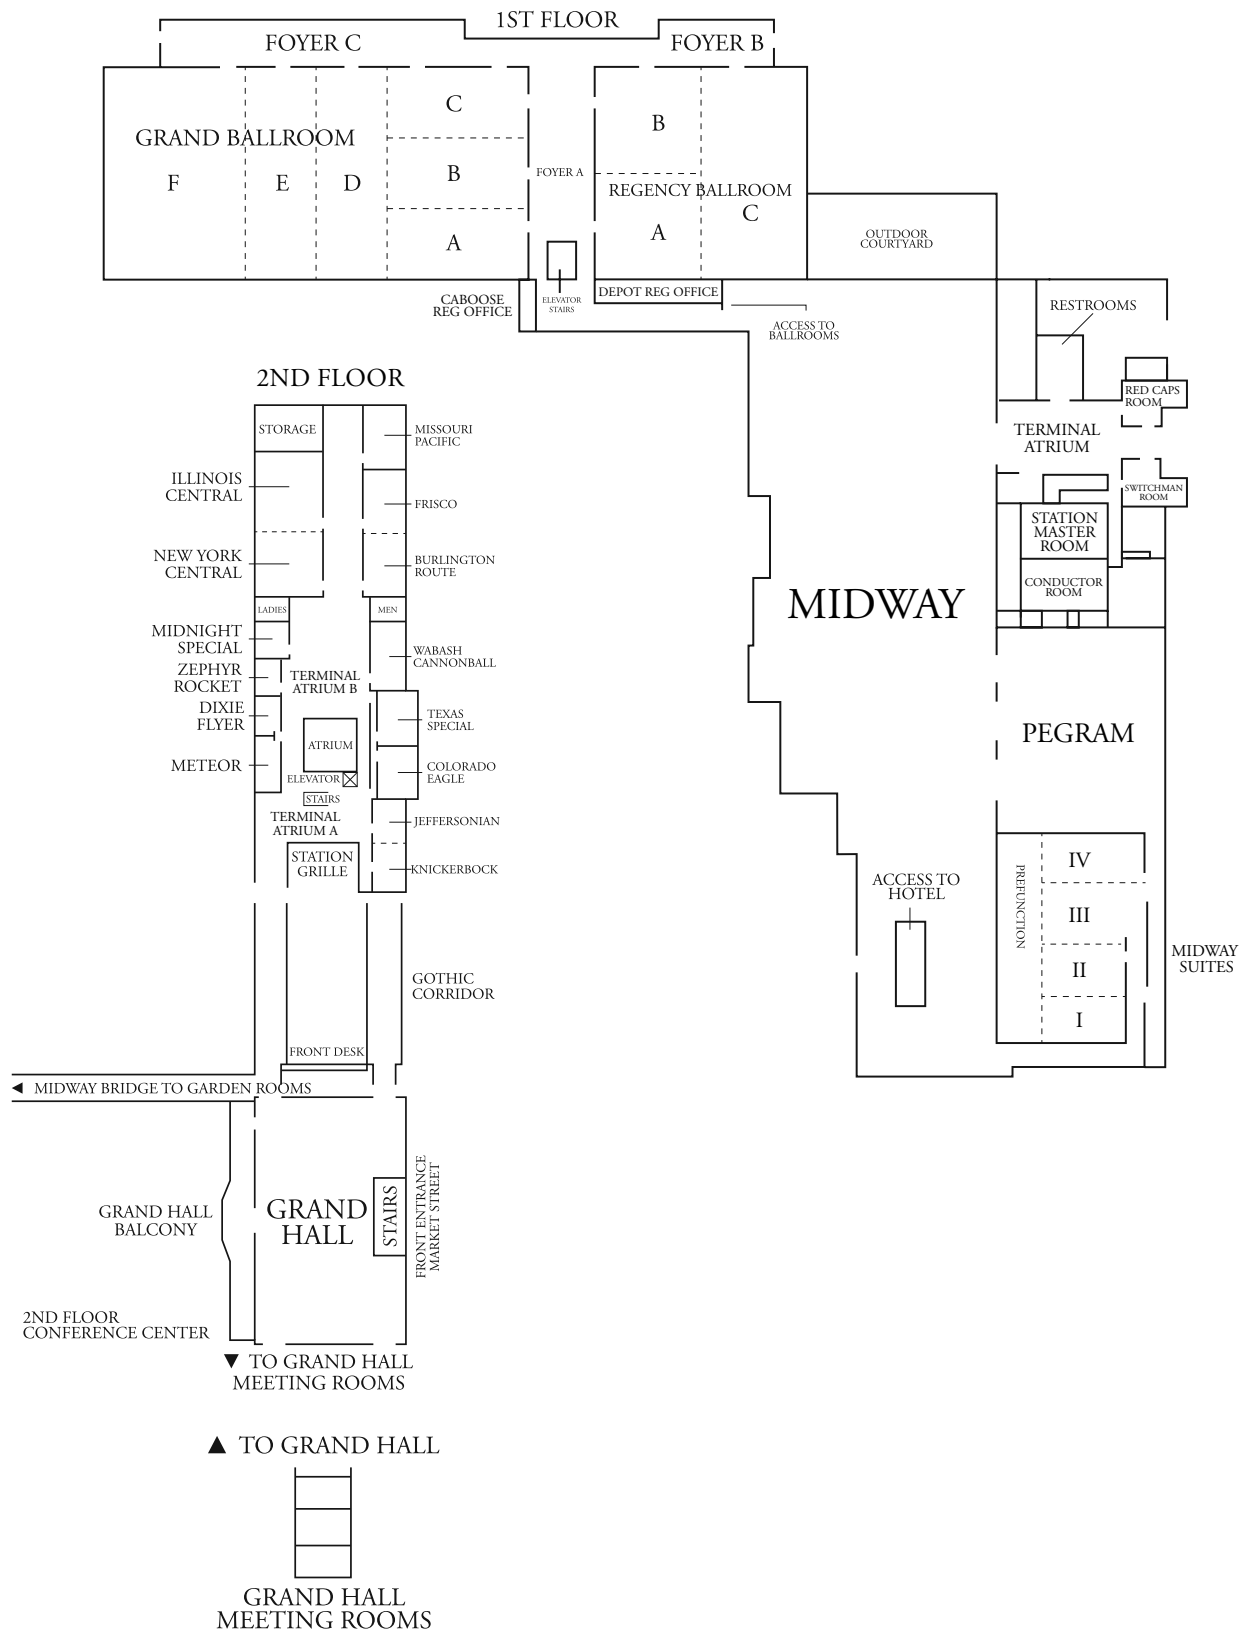 1ST FLOOR
FOYER C
FOYER B
C
B
GRAND BALLROOM
F
E
D
B
FOYER A
REGENCY BALLROOM
C
A
A
OUTDOOR
COURTYARD
CABOOSE
REG OFFICE
ELEVATOR
STAIRS
DEPOT REG OFFICE
ACCESS TO
BALLROOMS
RESTROOMS
RED CAPS
ROOM
TERMINAL
ATRIUM
SWITCHMAN
ROOM
STATION
MASTER
ROOM
CONDUCTOR
ROOM
MIDWAY
PEGRAM
IV
III
II
I
PREFUNCTION
MIDWAY
SUITES
ACCESS TO
HOTEL
2ND FLOOR
STORAGE
MISSOURI
PACIFIC
ILLINOIS
CENTRAL
FRISCO
NEW YORK
CENTRAL
BURLINGTON
ROUTE
LADIES
MEN
MIDNIGHT
SPECIAL
WABASH
CANNONBALL
ZEPHYR
ROCKET
TERMINAL
ATRIUM B
DIXIE
FLYER
TEXAS
SPECIAL
ATRIUM
METEOR
COLORADO
EAGLE
ELEVATOR
STAIRS
TERMINAL
ATRIUM A
JEFFERSONIAN
STATION
GRILLE
KNICKERBOCK
GOTHIC
CORRIDOR
FRONT DESK
MIDWAY BRIDGE TO GARDEN ROOMS
GRAND HALL
BALCONY
GRAND
HALL
STAIRS
FRONT ENTRANCE
MARKET STREET
2ND FLOOR
CONFERENCE CENTER
TO GRAND HALL
MEETING ROOMS
TO GRAND HALL
GRAND HALL
MEETING ROOMS